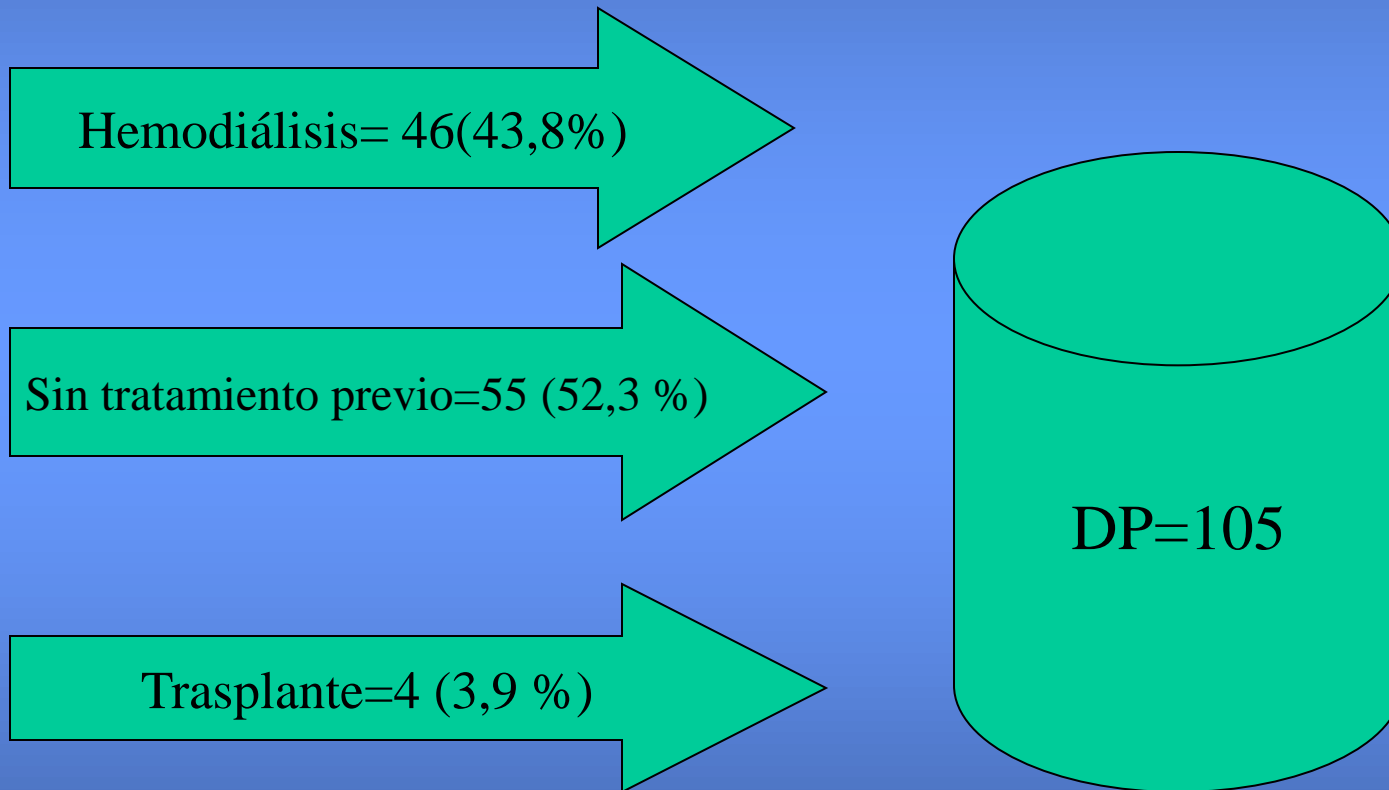 Hemodiálisis= 46(43,8%)
Sin tratamiento previo=55 (52,3 %)
DP=105
Trasplante=4 (3,9 %)